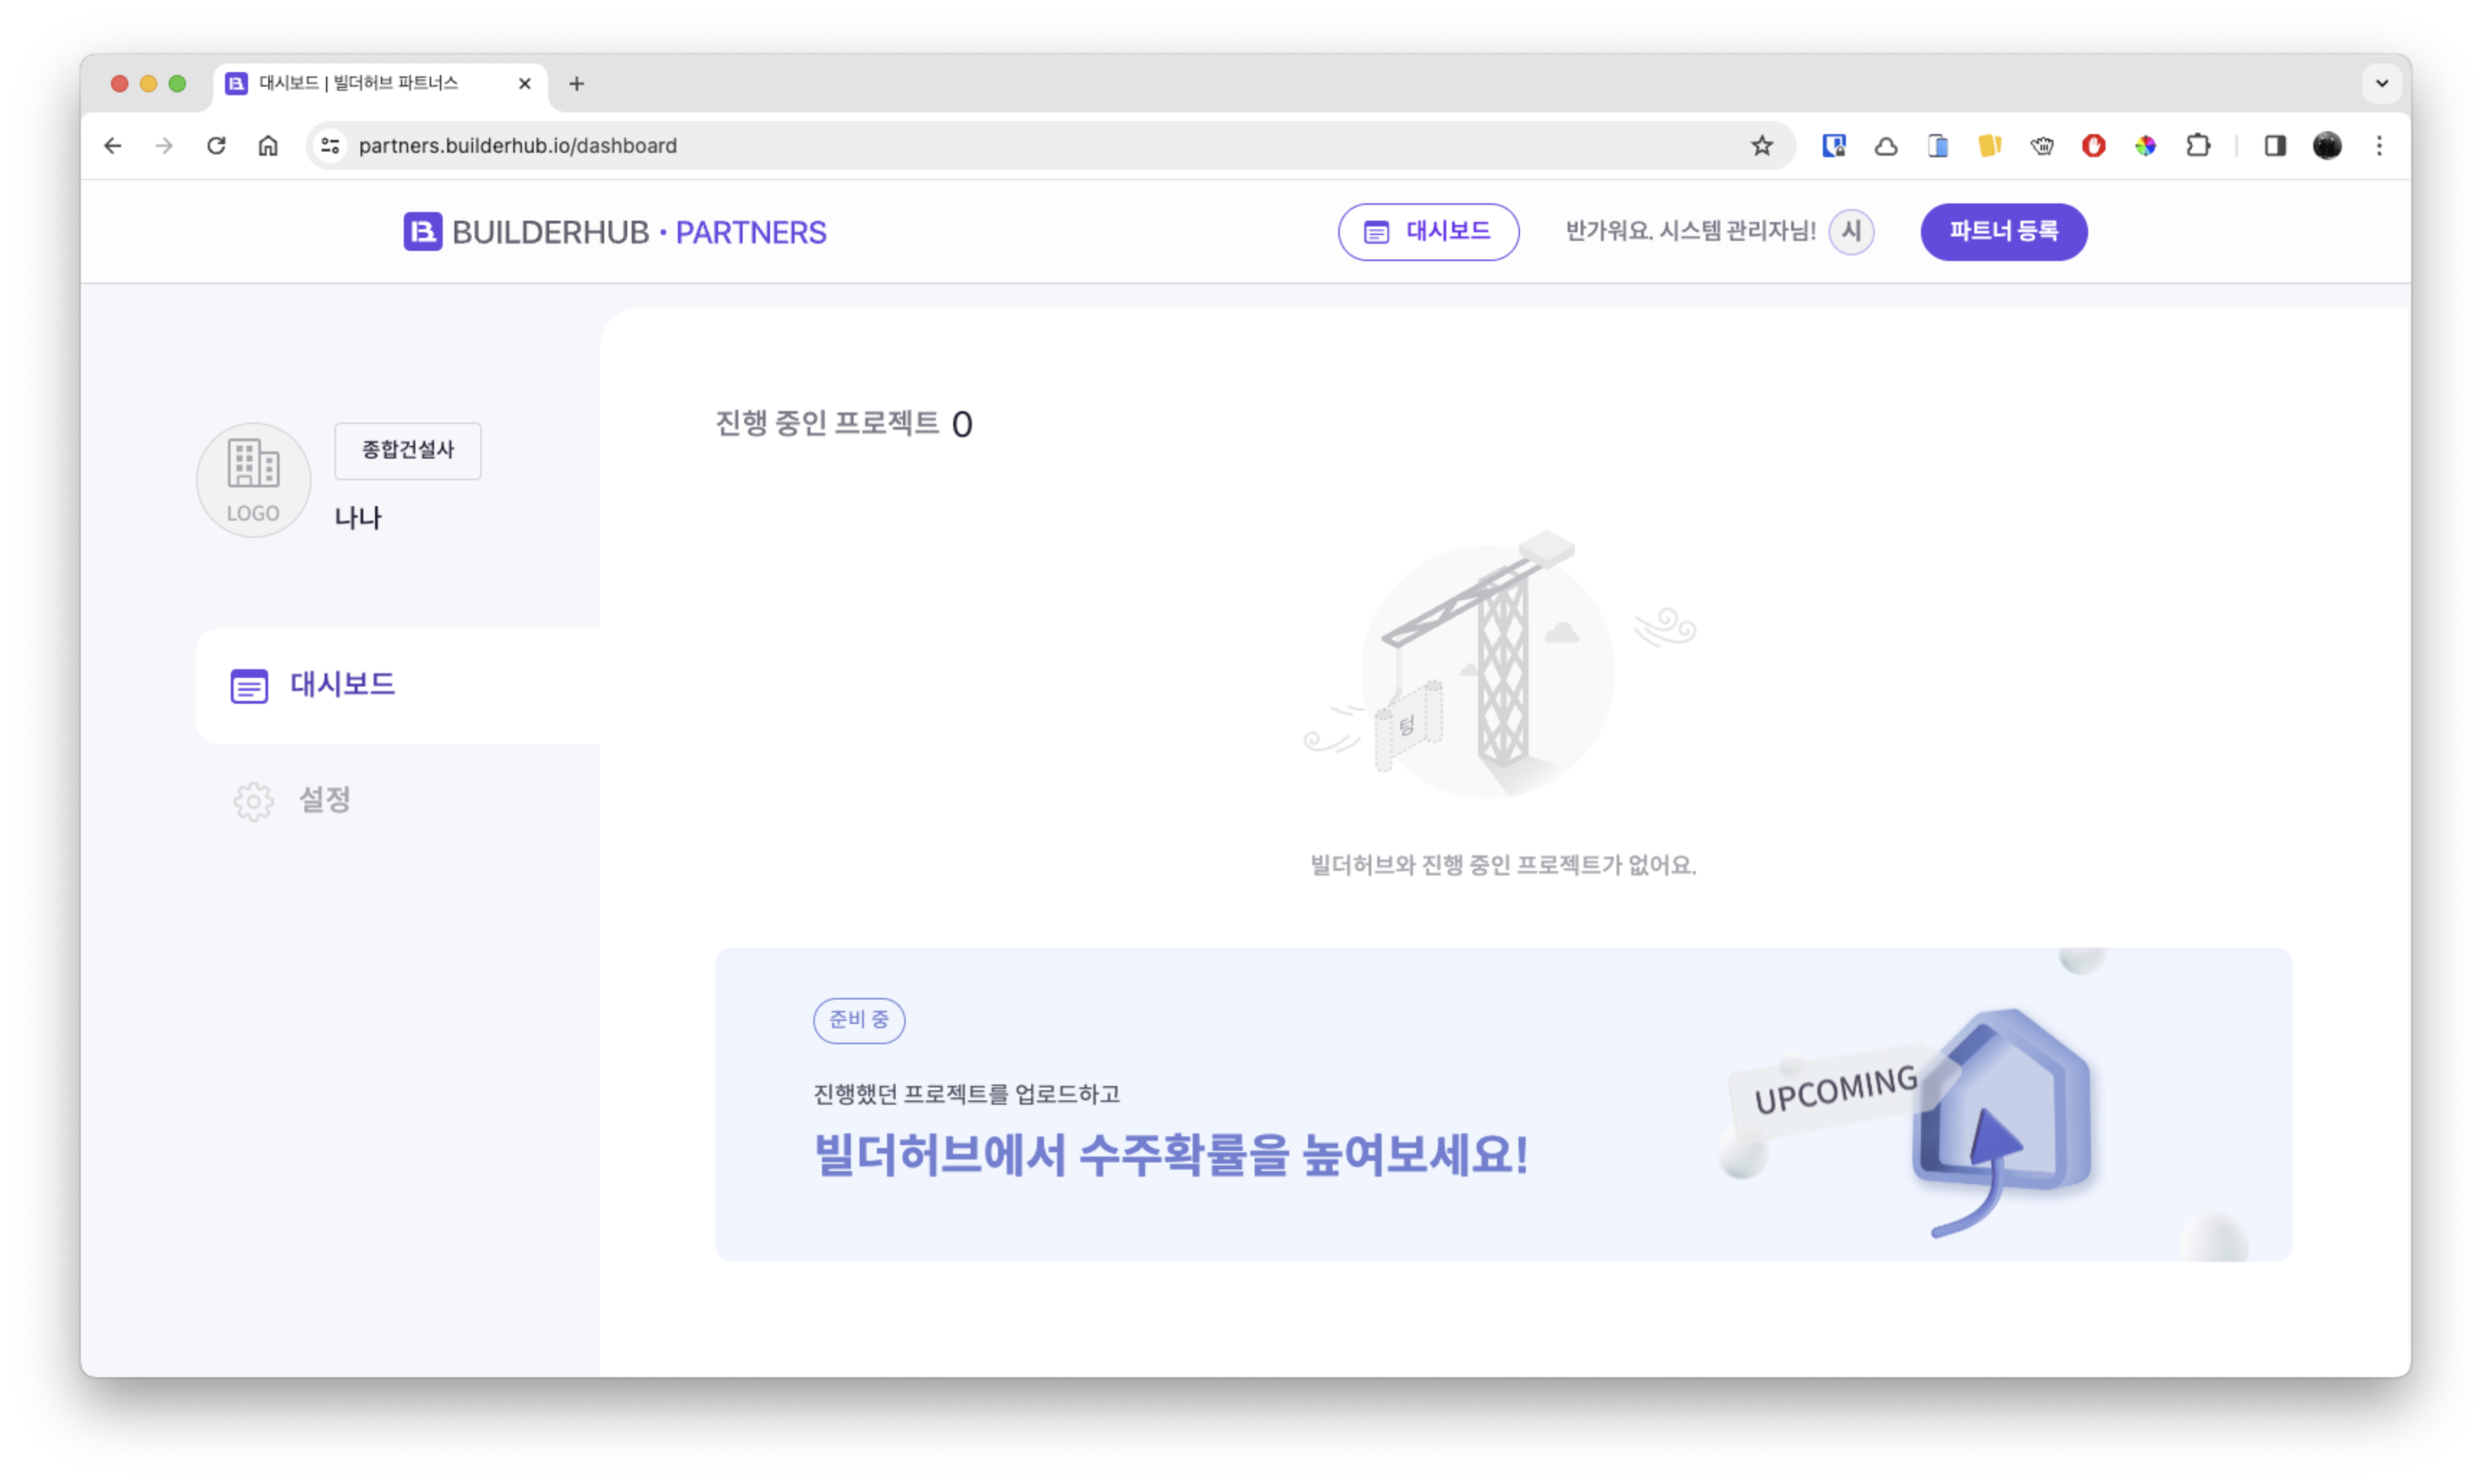 대시보드 | 빌더허브 파트너스
partners.builderhub.io/dashboard
BUILDERHUB · PARTNERS
대시보드
반가워요. 시스템 관리자님!
시
파트너 등록
종합건설사
LOGO
나나
대시보드
설정
진행 중인 프로젝트 0
텅
빌더허브와 진행 중인 프로젝트가 없어요.
준비 중
진행했던 프로젝트를 업로드하고
빌더허브에서 수주확률을 높여보세요!
UPCOMING